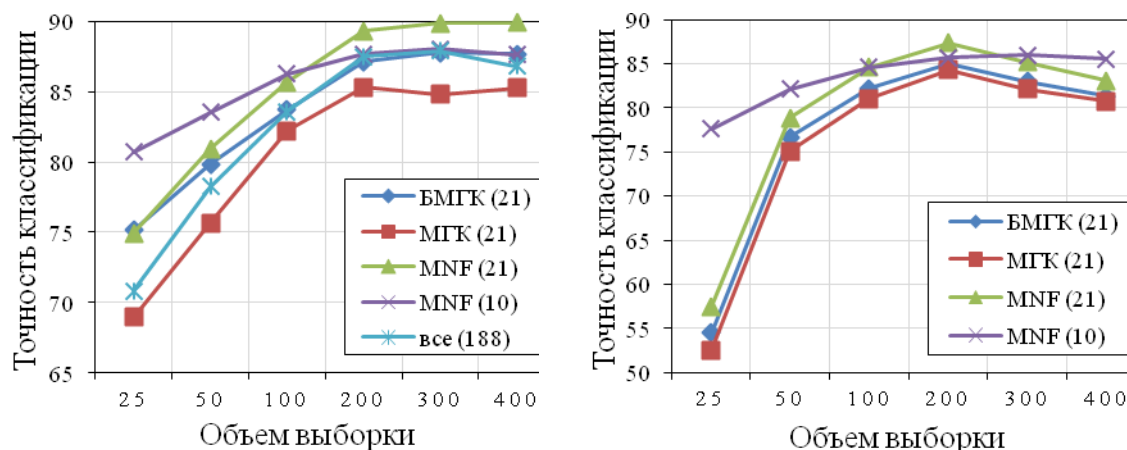 Точность классификации
90
85
80
75
70
65
25 50 100 200 300 400
Объем выборки
БМГК (21)
МГК (21)
MNF (21)
MNF (10)
все (188)
Точность классификации
90
85
80
75
70
65
60
55
50
25 50 100 200 300 400
Объем выборки
БМГК (21)
МГК (21)
MNF (21)
MNF (10)